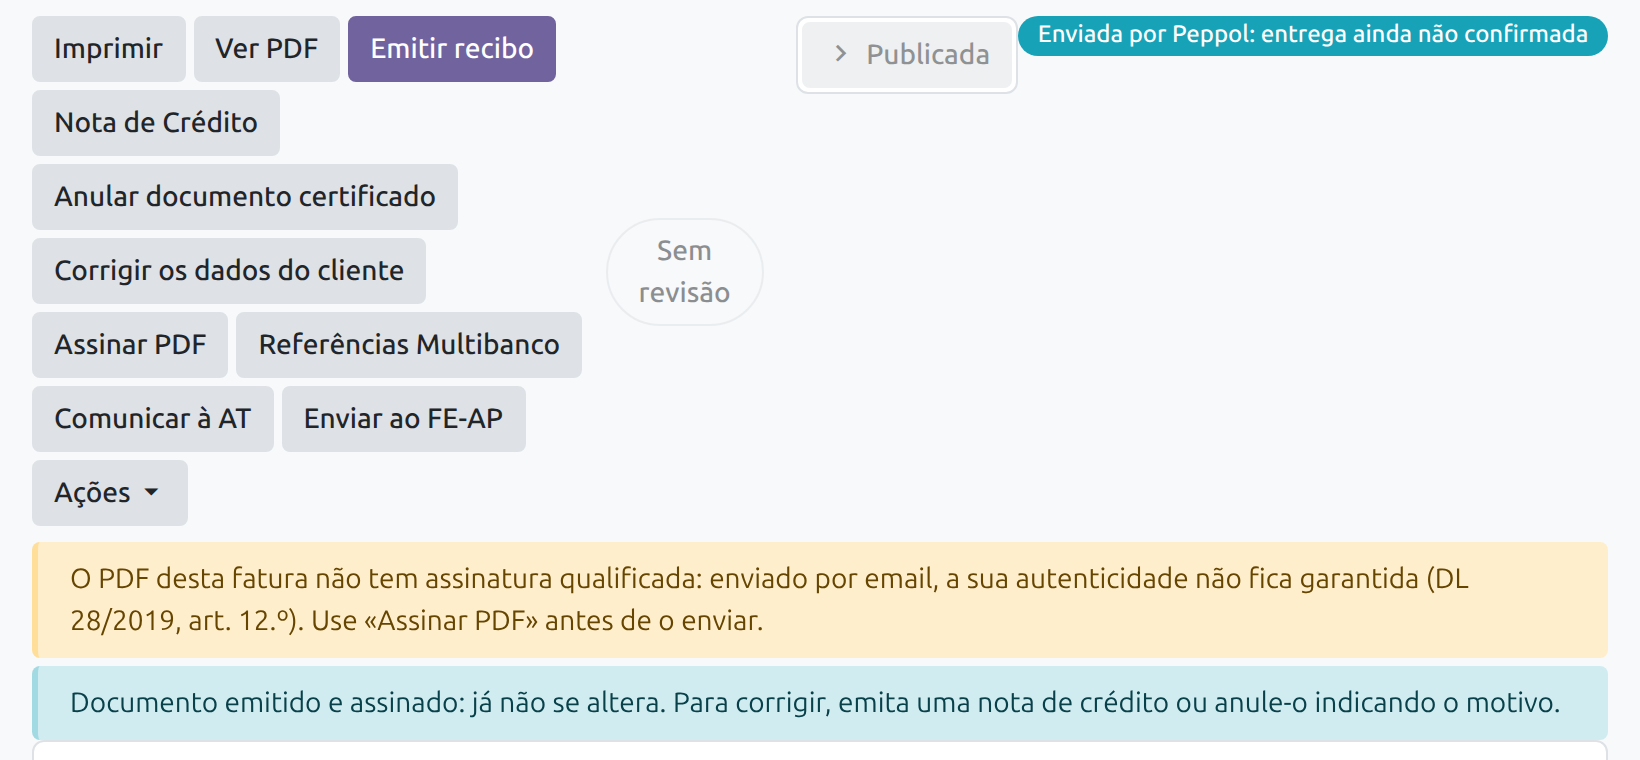 Imprimir
Ver PDF
Emitir recibo
Publicada
Enviada por Peppol: entrega ainda não confirmada
Nota de Crédito
Anular documento certificado
Corrigir os dados do cliente
Sem
revisão
Assinar PDF
Referências Multibanco
Comunicar à AT
Enviar ao FE-AP
Ações
O PDF desta fatura não tem assinatura qualificada: enviado por email, a sua autenticidade não fica garantida (DL
28/2019, art. 12.º). Use «Assinar PDF» antes de o enviar.
Documento emitido e assinado: já não se altera. Para corrigir, emita uma nota de crédito ou anule-o indicando o motivo.